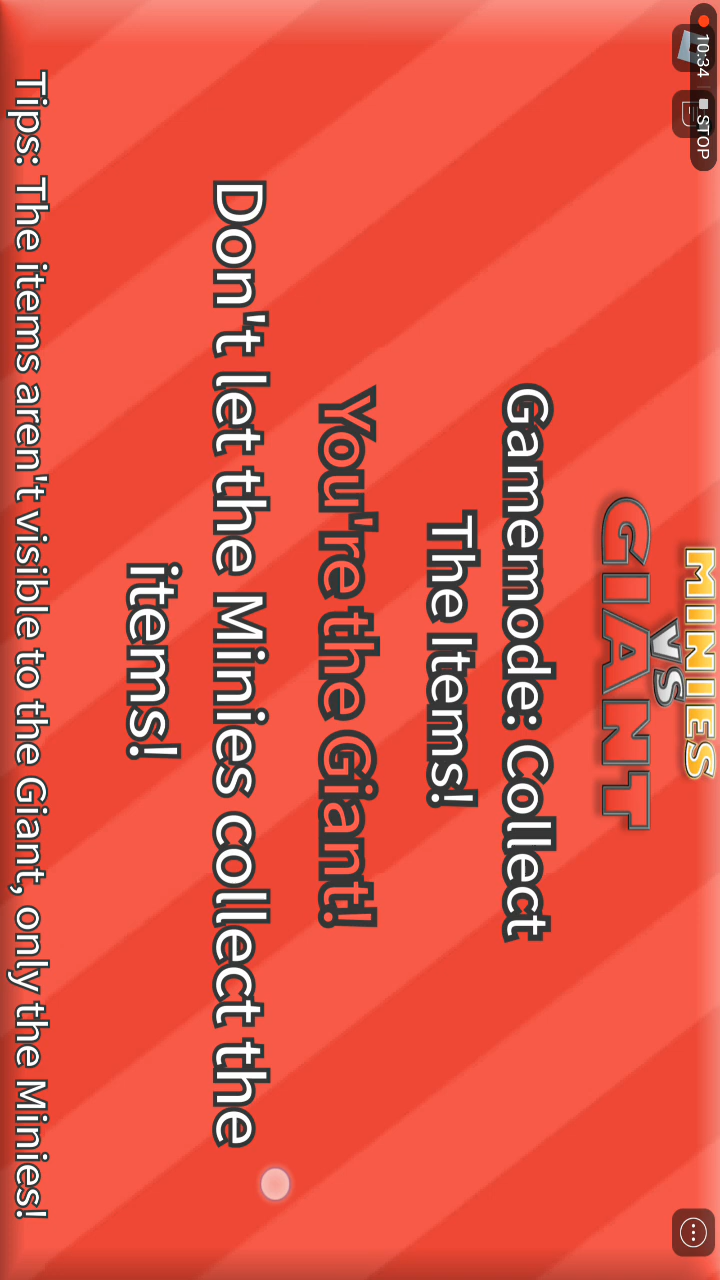 10:34 STOP
MINIES
VS
GIANT
Gamemode: Collect
The Items!
You're the Giant!
Don't let the Minies collect the
items!
Tips: The items aren't visible to the Giant, only the Minies!